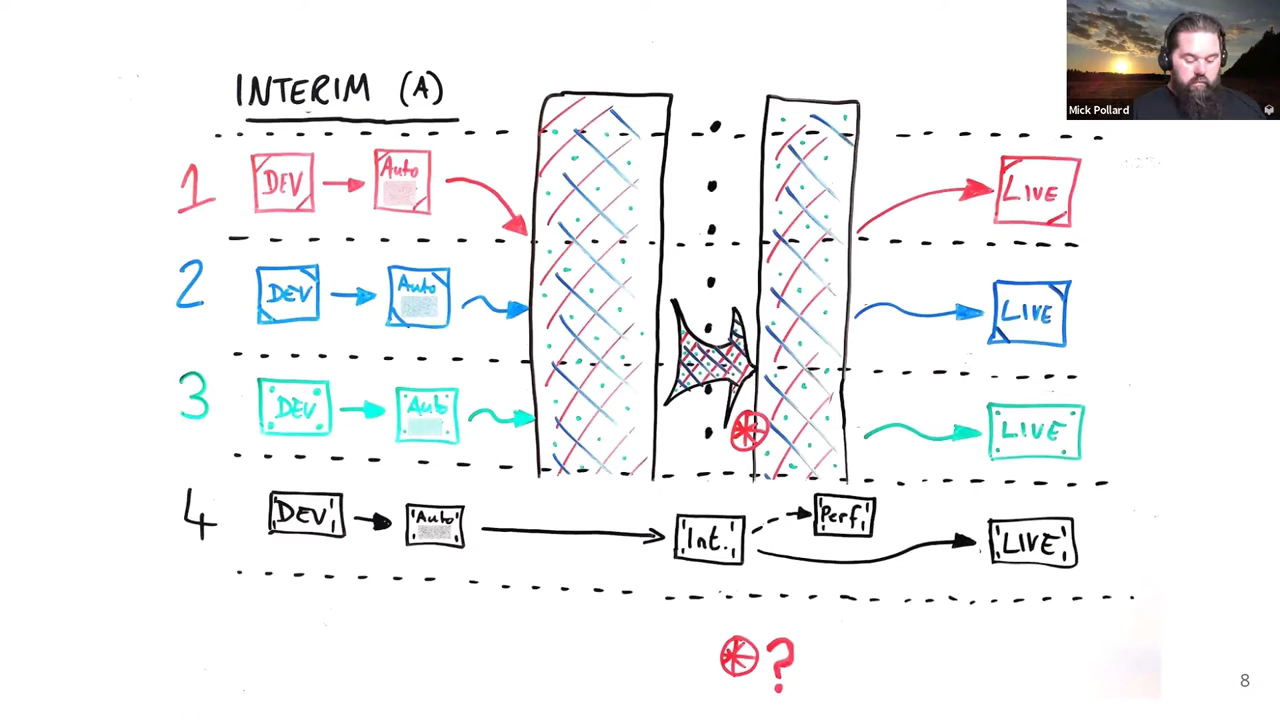 Mick Pollard
INTERIM (A)
1 DEV Auto LIVE
2 DEV Auto LIVE
3 DEV Auto LIVE
4 DEV Auto Int. Perf LIVE
?
8